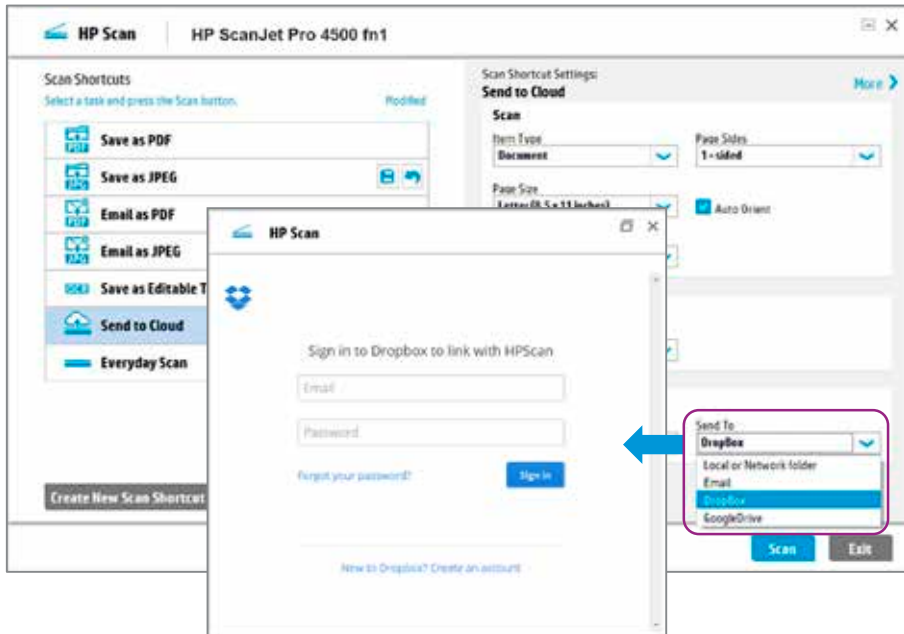 HP Scan
HP ScanJet Pro 4500 fn1
Scan Shortcuts
Select a task and press the Scan button.
Modified
Save as PDF
Save as JPEG
Email as PDF
Email as JPEG
Save as Editable T
Send to Cloud
Everyday Scan
Create New Scan Shortcut
Scan Shortcut Settings:
Send to Cloud
More
Scan
Item Type
Page Sides
Document
1-sided
Page Size
Letter (8.5 x 11 inches)
Auto Orient
HP Scan
Sign in to Dropbox to link with HPScan
Email
Password
Forgot your password?
Sign in
New to Dropbox? Create an account
Send To
DropBox
Local or Network folder
Email
DropBox
GoogleDrive
Scan
Exit